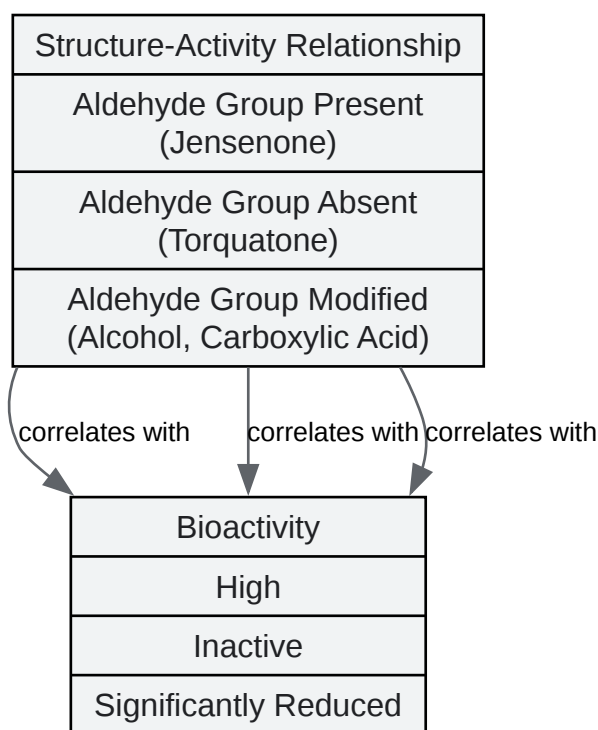 Structure-Activity Relationship
Aldehyde Group Present
(Jensenone)
Aldehyde Group Absent
(Torquatone)
Aldehyde Group Modified
(Alcohol, Carboxylic Acid)
correlates with
correlates with
correlates with
Bioactivity
High
Inactive
Significantly Reduced